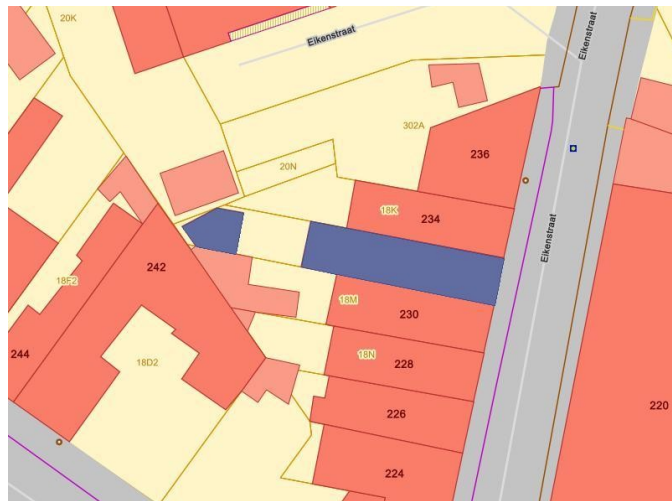 20K
Eikenstraat
Eikenstraat
302A
236
20N
18K
234
242
18F2
18M
230
Eikenstraat
244
18D2
18N
228
220
226
224